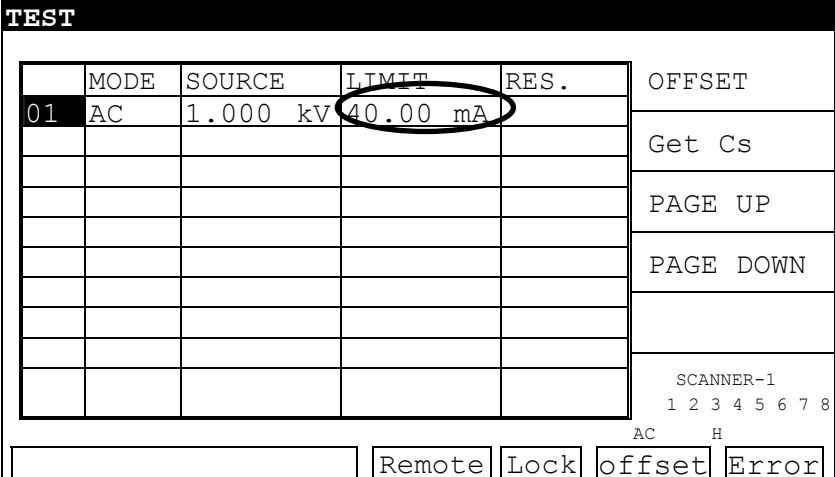 TEST
MODE SOURCE LIMIT RES.
01 AC 1.000 kV 40.00 mA
OFFSET
Get Cs
PAGE UP
PAGE DOWN
SCANNER-1
1 2 3 4 5 6 7 8
AC H
Remote Lock offset Error